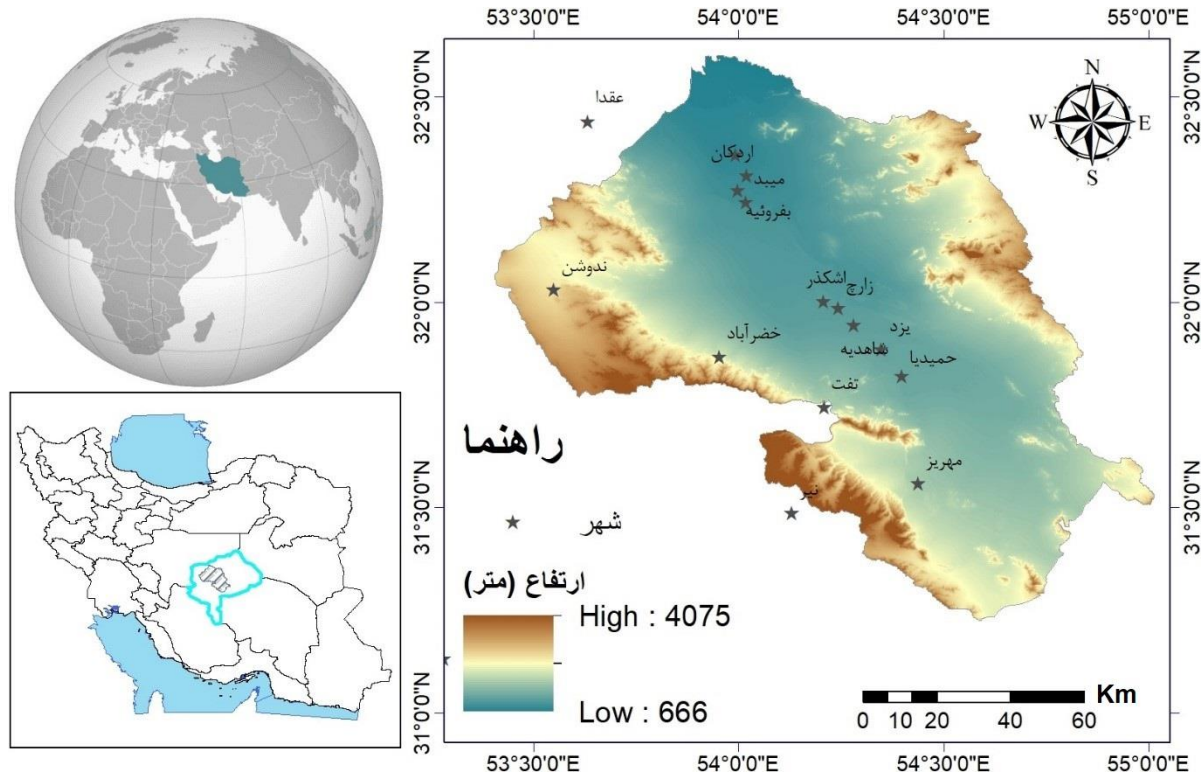 53°30'0"E 54°0'0"E 54°30'0"E 55°0'0"E
32°30'0"N
32°0'0"N
31°30'0"N
31°0'0"N
N
W E
S
عقدا
اردکان
میبد
بفروئیه
ندوشن
اشکذر
زارچ
یزد
شاهدیه
حمیدیا
خضرآباد
تفت
مهریز
نیر
راهنما
شهر
ارتفاع (متر)
High : 4075
Low : 666
Km
0 10 20 40 60
32°30'0"N
32°0'0"N
31°30'0"N
31°0'0"N
53°30'0"E 54°0'0"E 54°30'0"E 55°0'0"E